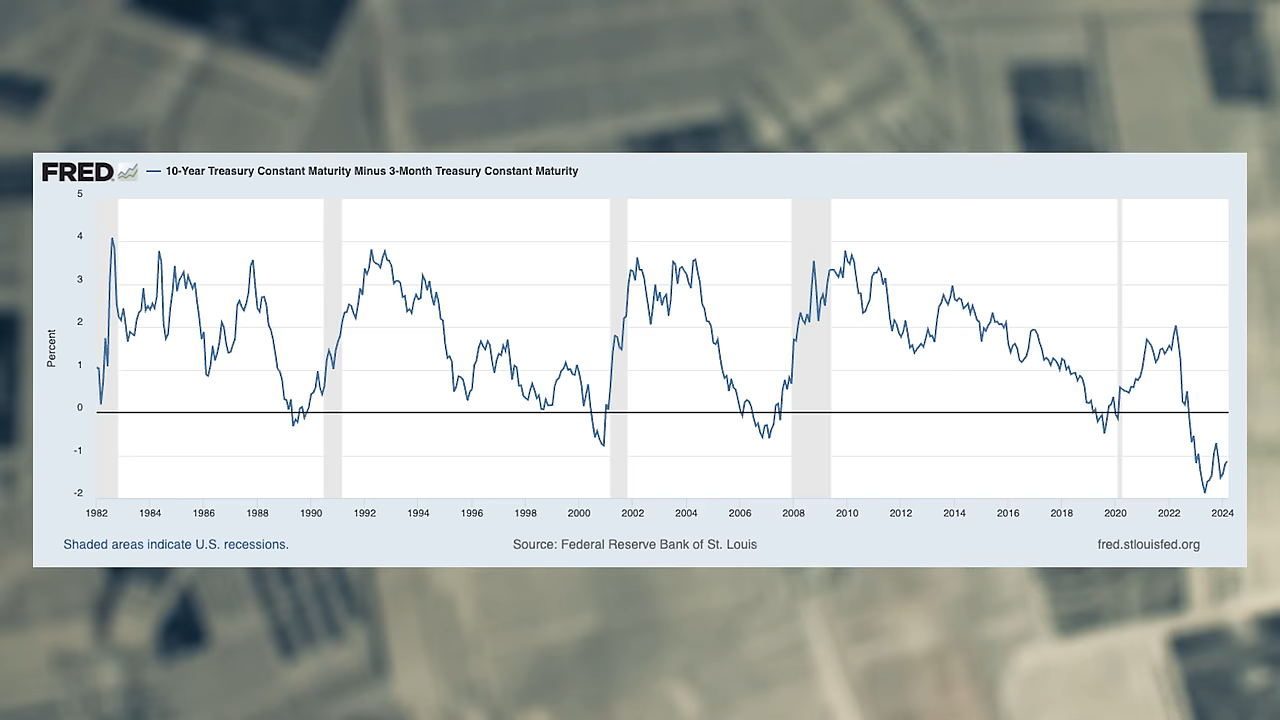 FRED
10-Year Treasury Constant Maturity Minus 3-Month Treasury Constant Maturity
5
4
3
2
1
0
-1
-2
Percent
1982 1984 1986 1988 1990 1992 1994 1996 1998 2000 2002 2004 2006 2008 2010 2012 2014 2016 2018 2020 2022 2024
Shaded areas indicate U.S. recessions. Source: Federal Reserve Bank of St. Louis fred.stlouisfed.org